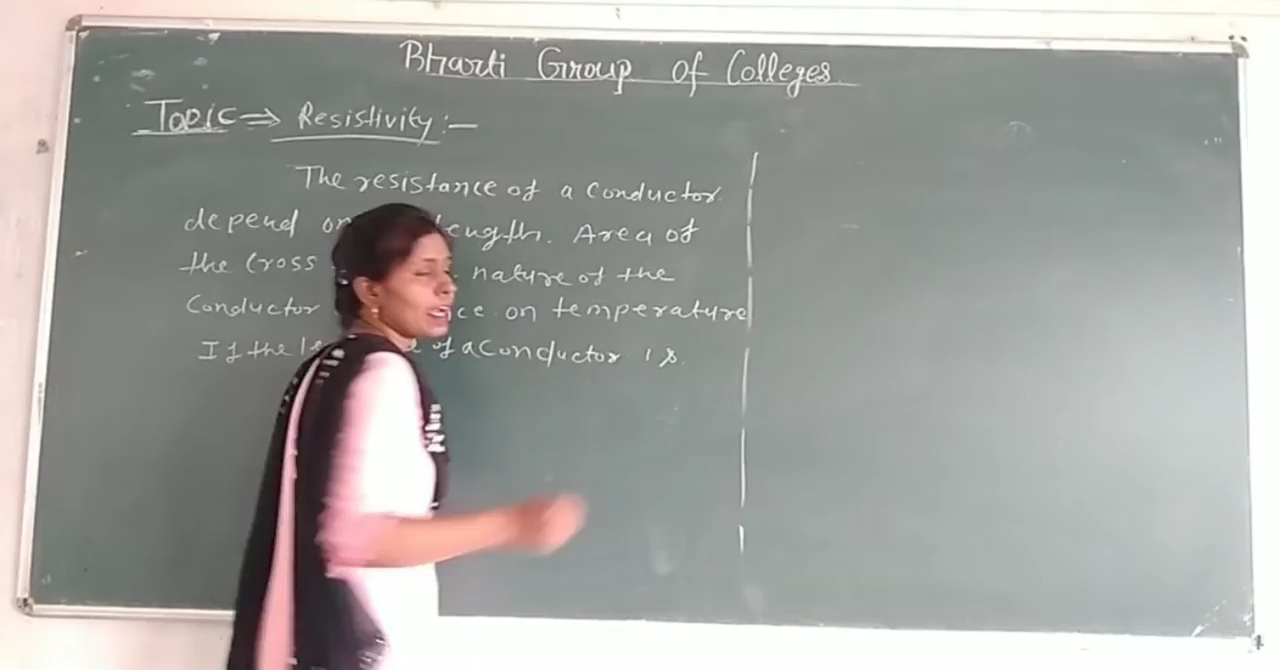 Bharti Group of Colleges
Topic ⇒ Resistivity :-
The resistance of a conductor
depend on length. Area of
the Cross nature of the
Conductor on temperature
If the of a Conductor is